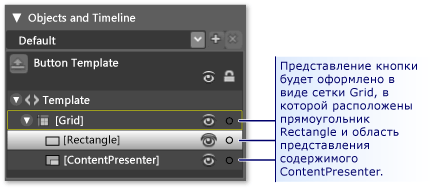 Objects and Timeline
Default
Button Template
Template
[Grid]
[Rectangle]
[ContentPresenter]
Представление кнопки
будет оформлено в
виде сетки Grid, в
которой расположены
прямоугольник
Rectangle и область
представления
содержимого
ContentPresenter.